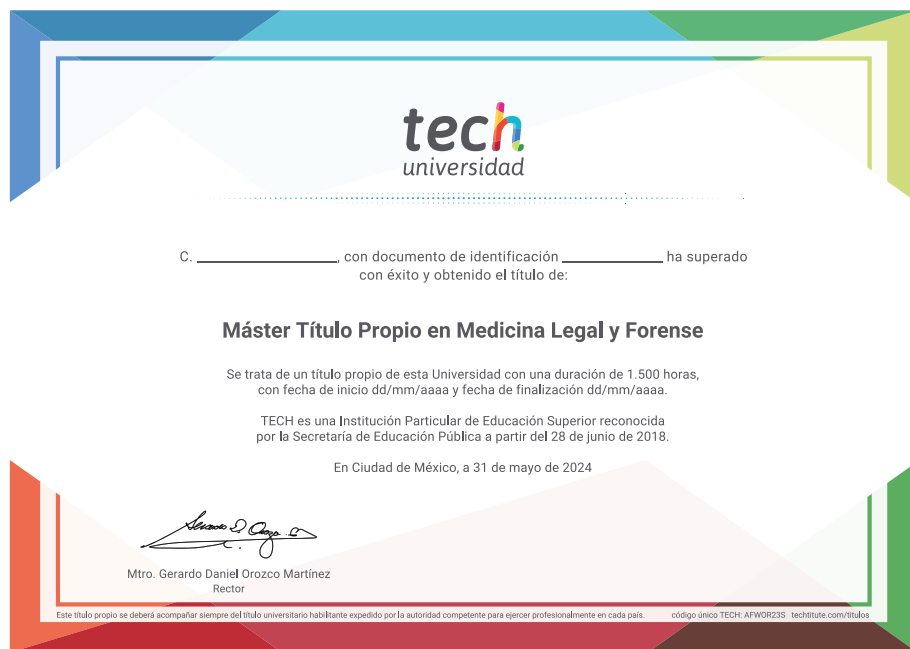 tech
universidad
C. __________________, con documento de identificación _____________ ha superado
con éxito y obtenido el título de:
Máster Título Propio en Medicina Legal y Forense
Se trata de un título propio de esta Universidad con una duración de 1.500 horas,
con fecha de inicio dd/mm/aaaa y fecha de finalización dd/mm/aaaa.
TECH es una Institución Particular de Educación Superior reconocida
por la Secretaría de Educación Pública a partir del 28 de junio de 2018.
En Ciudad de México, a 31 de mayo de 2024
Mtro. Gerardo Daniel Orozco Martínez
Rector
Este título propio se deberá acompañar siempre del título universitario habilitante expedido por la autoridad competente para ejercer profesionalmente en cada país. código único TECH: AFWOR23S techtitute.com/titulos